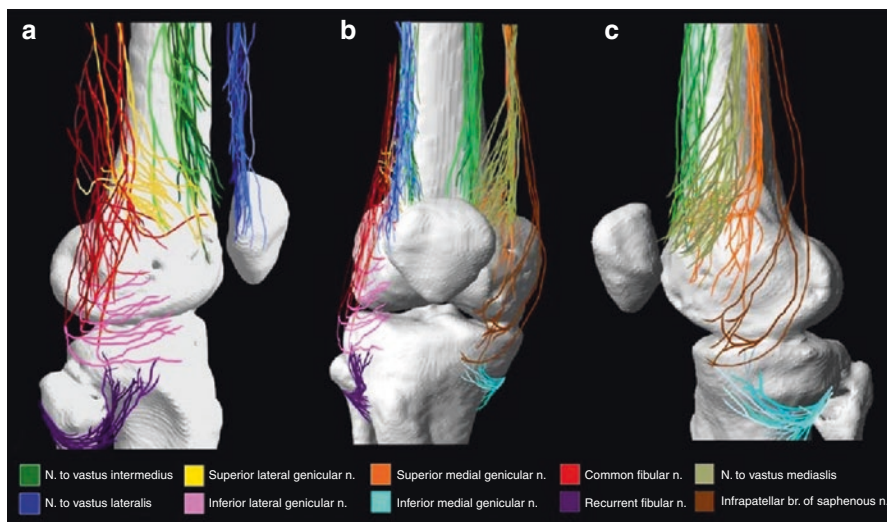 a b c
N. to vastus intermedius Superior lateral genicular n. Superior medial genicular n. Common fibular n. N. to vastus mediaslis
N. to vastus lateralis Inferior lateral genicular n. Inferior medial genicular n. Recurrent fibular n. Infrapatellar br. of saphenous n.